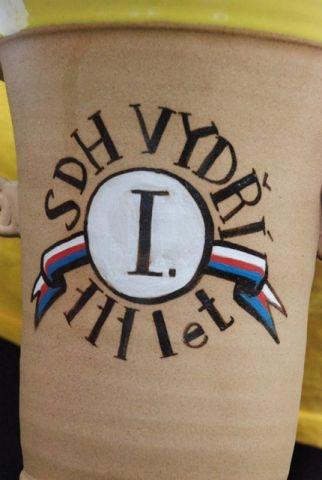 SDH VYDŘÍ
I.
111 let